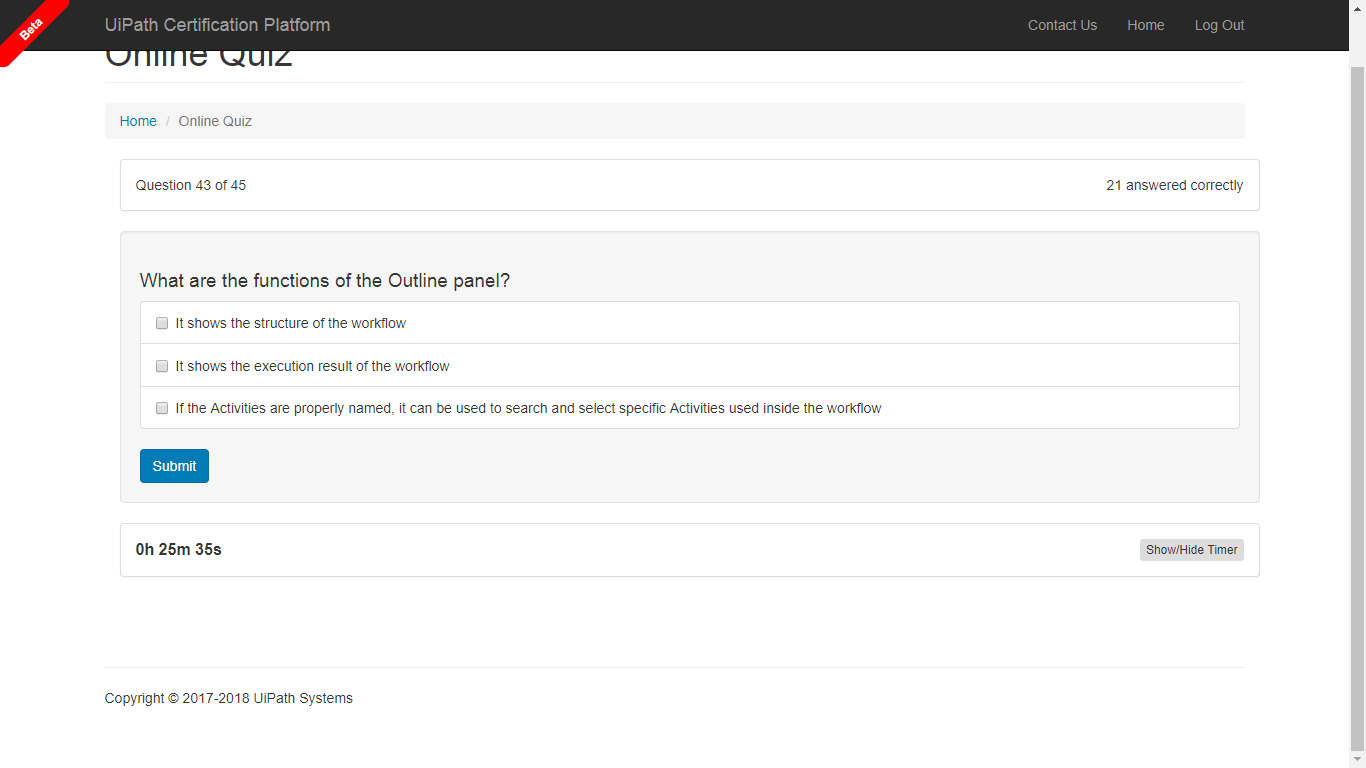 Beta
UiPath Certification Platform
Contact Us
Home
Log Out
Online Quiz
Home / Online Quiz
Question 43 of 45
21 answered correctly
What are the functions of the Outline panel?
It shows the structure of the workflow
It shows the execution result of the workflow
If the Activities are properly named, it can be used to search and select specific Activities used inside the workflow
Submit
0h 25m 35s
Show/Hide Timer
Copyright © 2017-2018 UiPath Systems